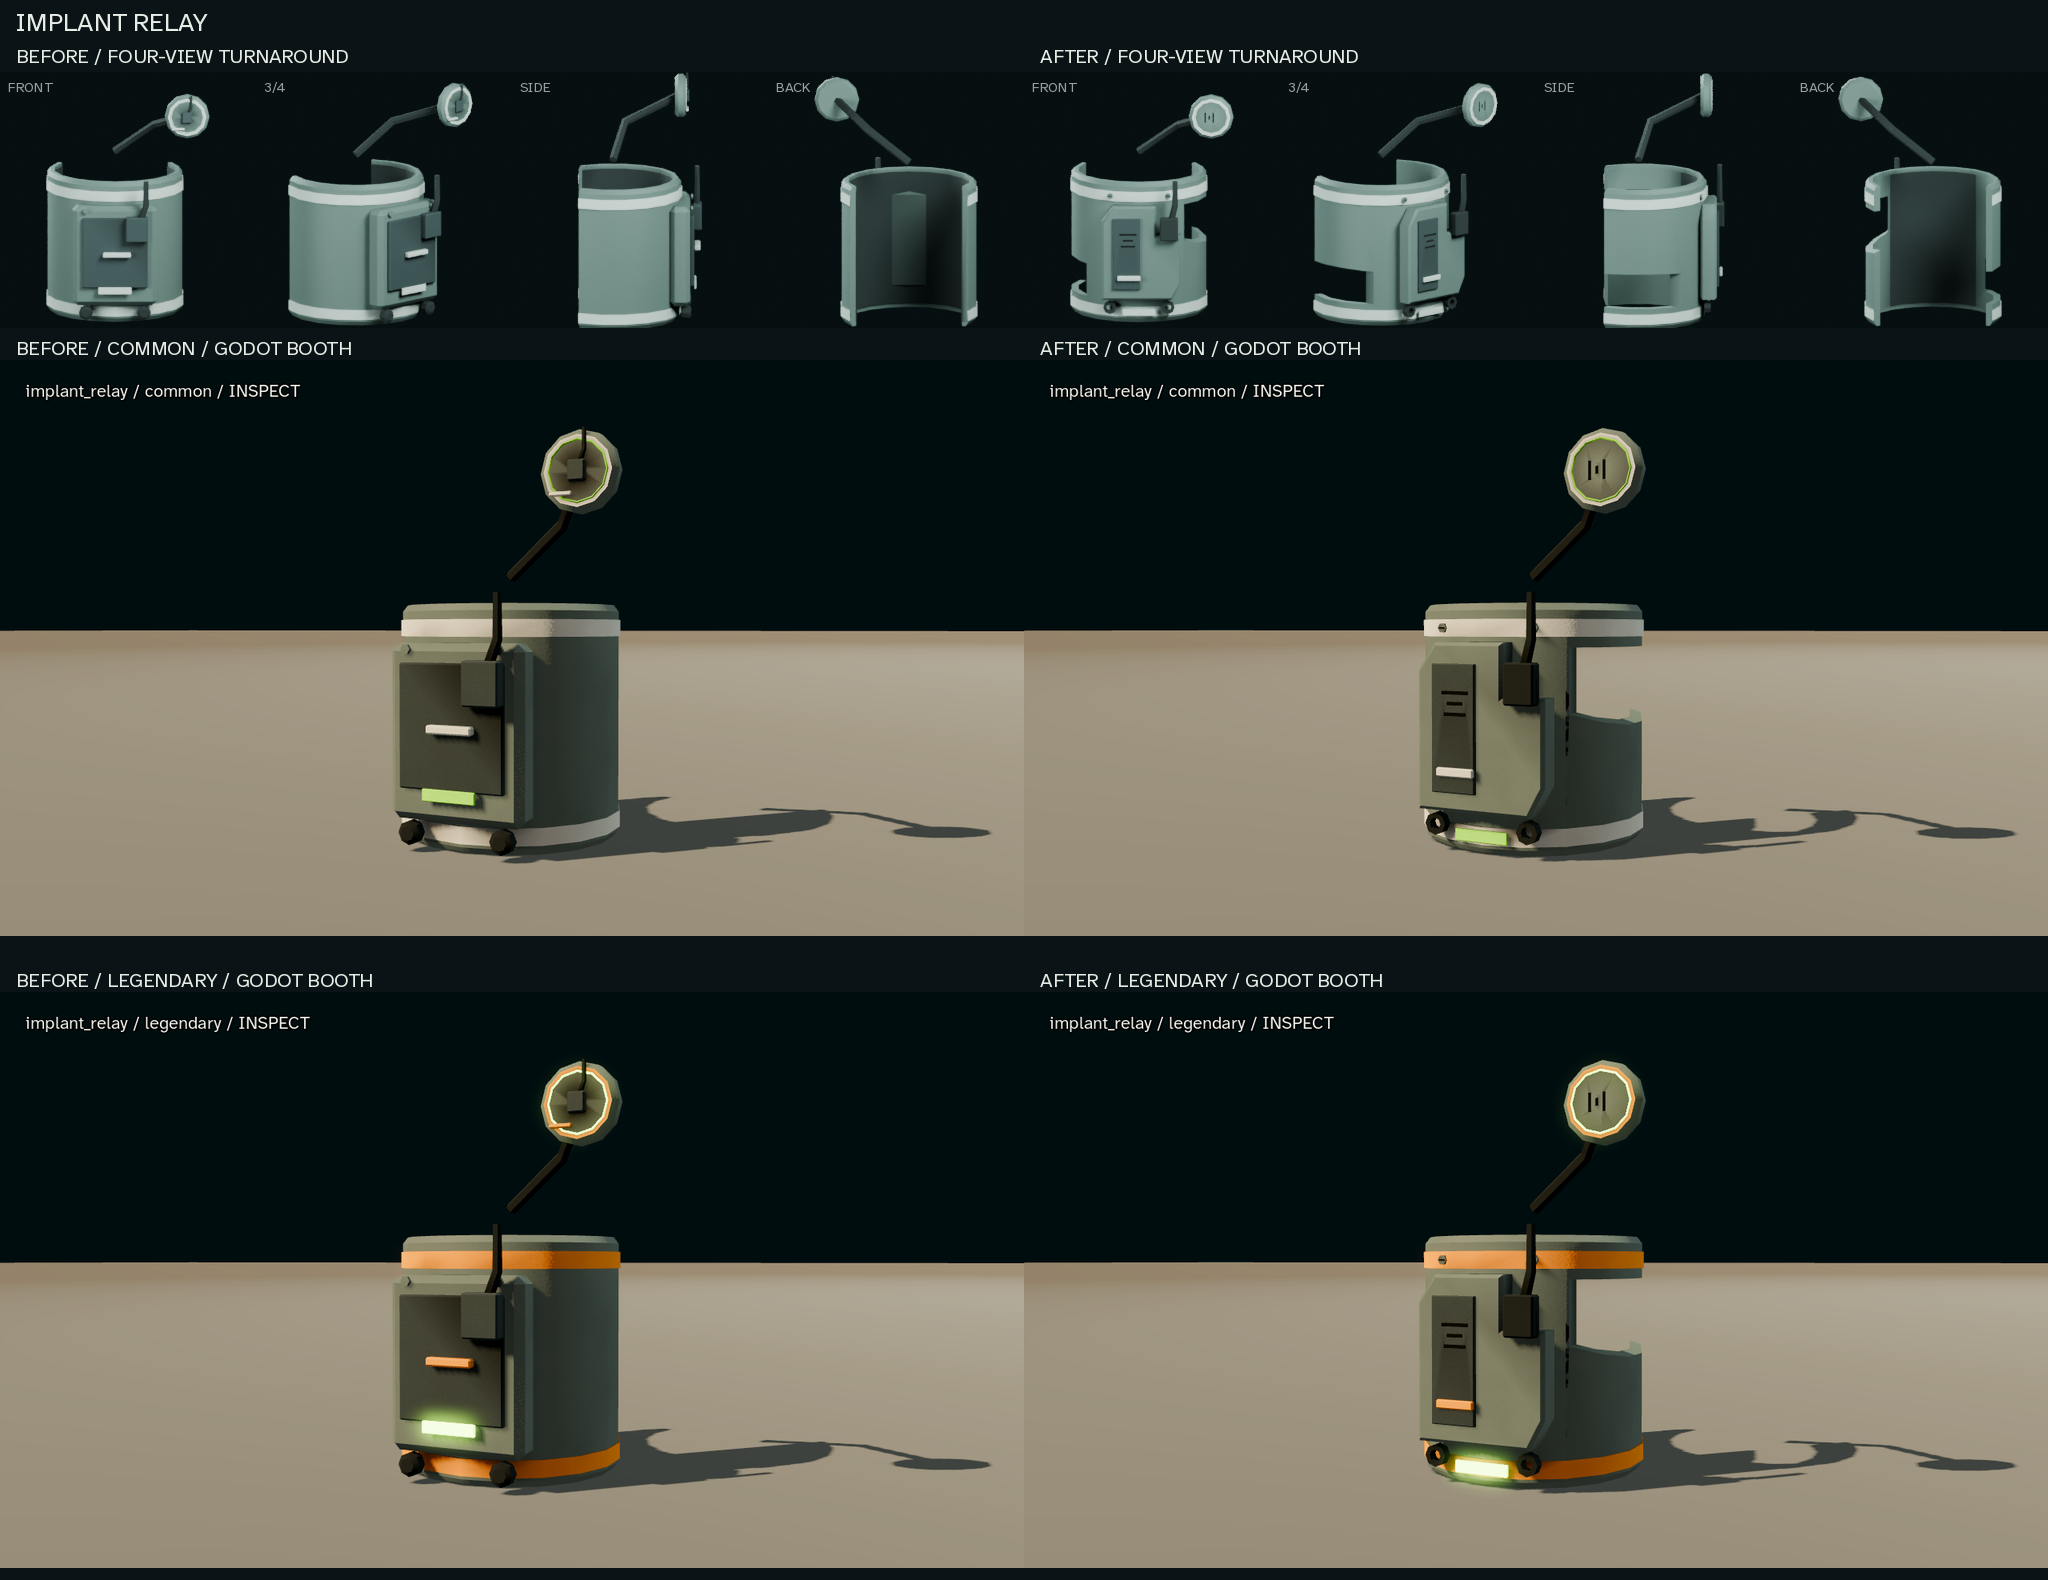 IMPLANT RELAY
BEFORE / FOUR-VIEW TURNAROUND
AFTER / FOUR-VIEW TURNAROUND
FRONT
3/4
SIDE
BACK
FRONT
3/4
SIDE
BACK
BEFORE / COMMON / GODOT BOOTH
AFTER / COMMON / GODOT BOOTH
implant_relay / common / INSPECT
implant_relay / common / INSPECT
BEFORE / LEGENDARY / GODOT BOOTH
AFTER / LEGENDARY / GODOT BOOTH
implant_relay / legendary / INSPECT
implant_relay / legendary / INSPECT